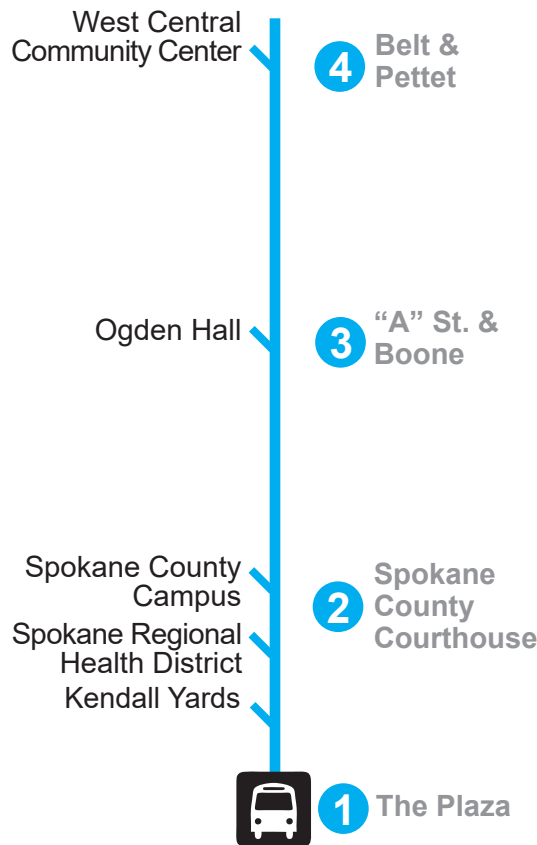 West Central
Community Center
4
Belt &
Pettet
Ogden Hall
3
“A” St. &
Boone
Spokane County
Campus
2
Spokane
County
Courthouse
Spokane Regional
Health District
Kendall Yards
1
The Plaza